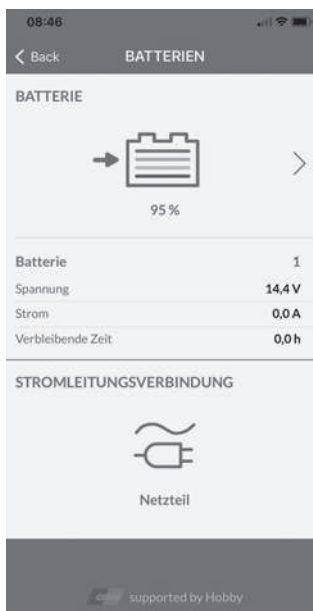 08:46
Back BATTERIEN
BATTERIE
95 %
Batterie 1
Spannung 14,4 V
Strom 0,0 A
Verbleibende Zeit 0,0 h
STROMLEITUNGSVERBINDUNG
Netzteil
supported by Hobby